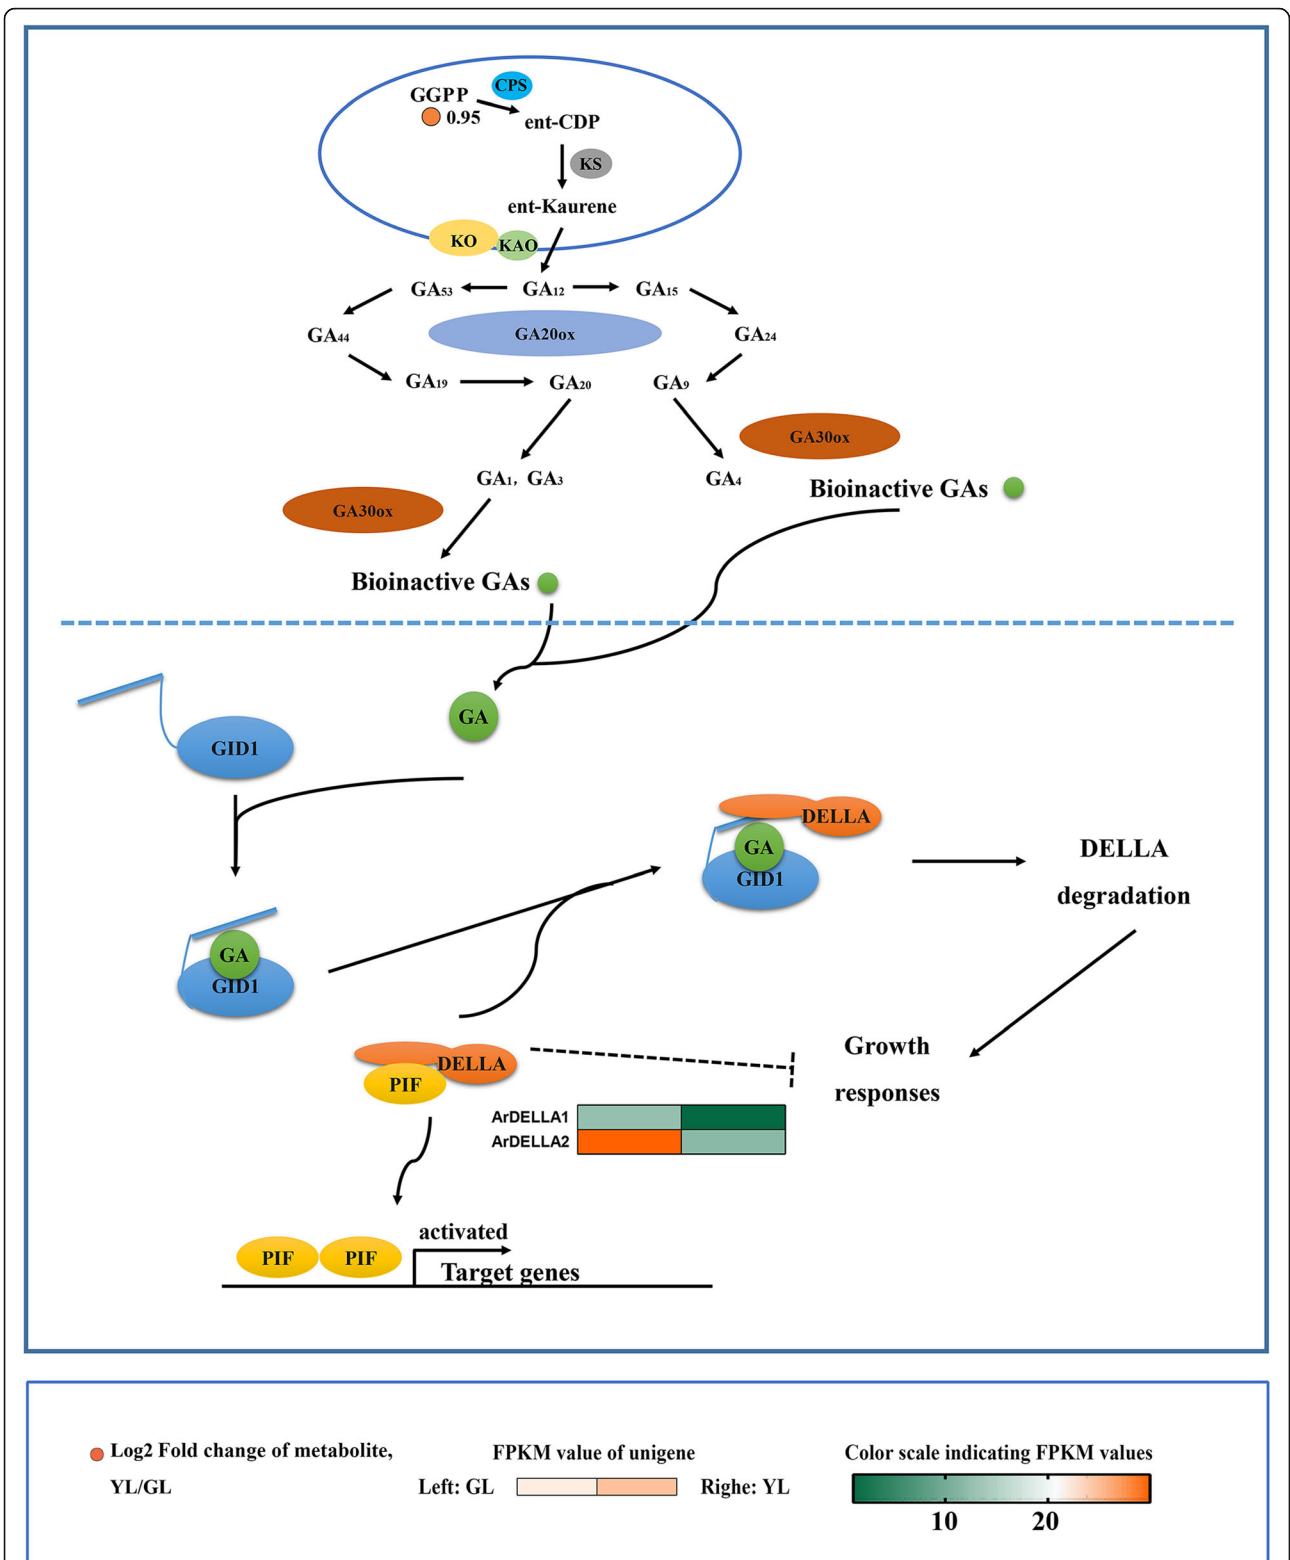 GGPP
CPS
0.95
ent-CDP
KS
ent-Kaurene
KO
KAO
GA53
GA12
GA15
GA44
GA20ox
GA24
GA19
GA20
GA9
GA30ox
GA1, GA3
GA4
Bioinactive GAs
GA30ox
Bioinactive GAs
GA
GID1
DELLA
GA
GID1
DELLA
degradation
GA
GID1
Growth
responses
DELLA
PIF
ArDELLA1
ArDELLA2
activated
PIF
PIF
Target genes
Log2 Fold change of metabolite,
YL/GL
FPKM value of unigene
Left: GL
Righe: YL
Color scale indicating FPKM values
10
20